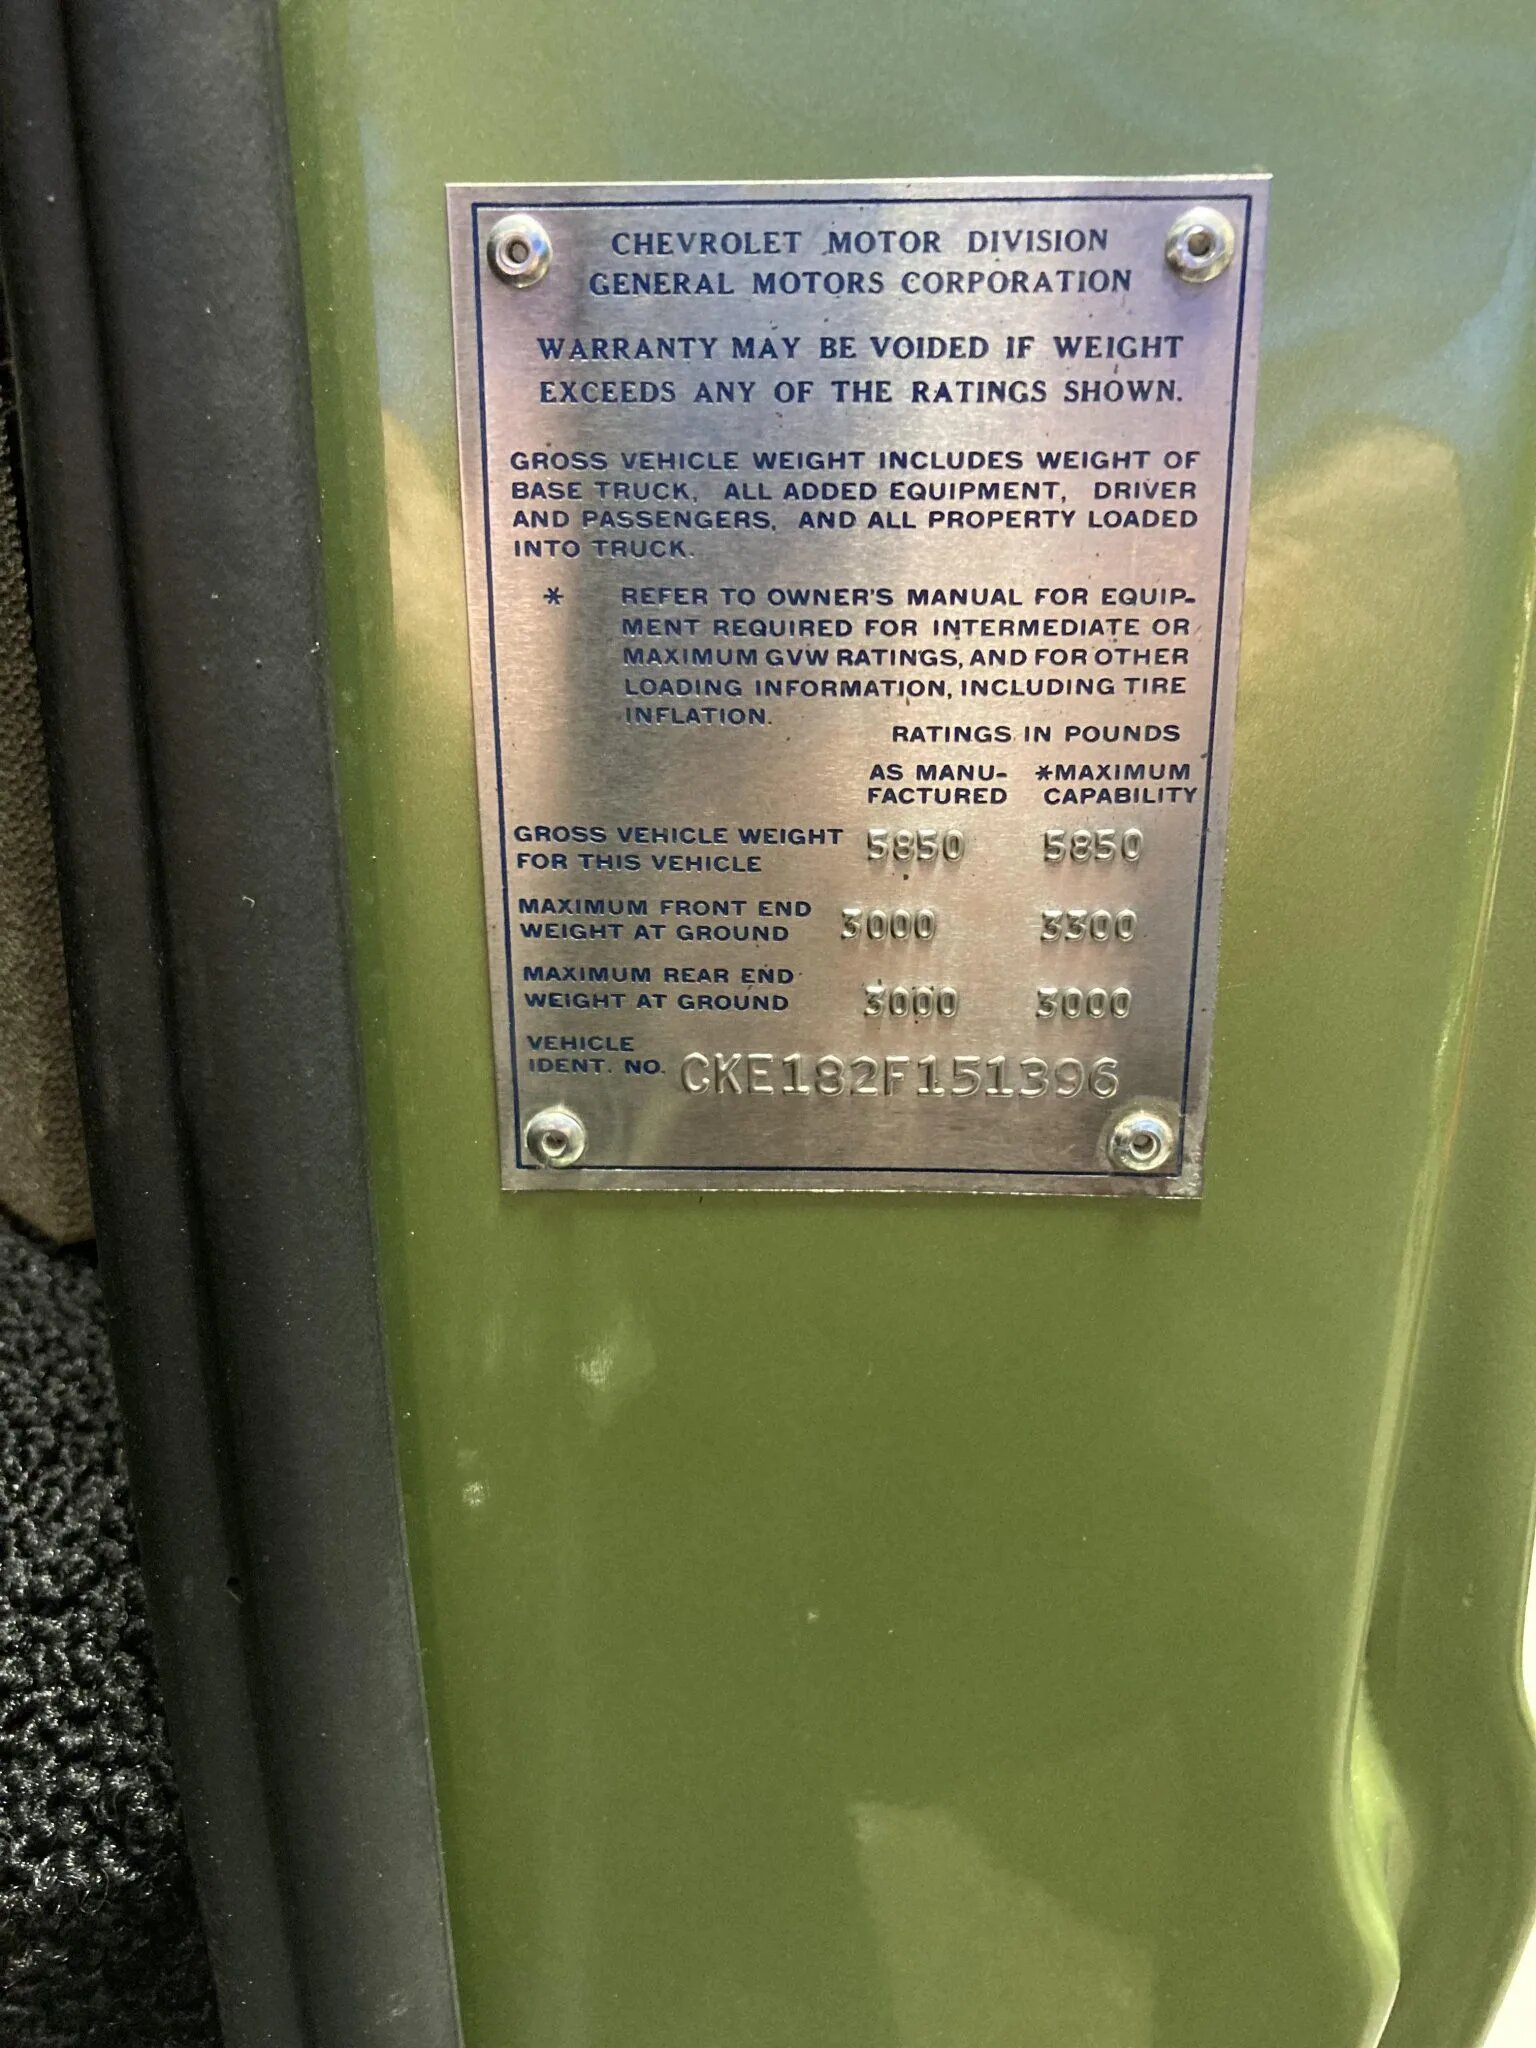 CHEVROLET MOTOR DIVISION
GENERAL MOTORS CORPORATION
WARRANTY MAY BE VOIDED IF WEIGHT
EXCEEDS ANY OF THE RATINGS SHOWN.
GROSS VEHICLE WEIGHT INCLUDES WEIGHT OF
BASE TRUCK, ALL ADDED EQUIPMENT, DRIVER
AND PASSENGERS, AND ALL PROPERTY LOADED
INTO TRUCK.
* REFER TO OWNER'S MANUAL FOR EQUIP-
MENT REQUIRED FOR INTERMEDIATE OR
MAXIMUM GVW RATINGS, AND FOR OTHER
LOADING INFORMATION, INCLUDING TIRE
INFLATION.
RATINGS IN POUNDS
AS MANU- *MAXIMUM
FACTURED CAPABILITY
GROSS VEHICLE WEIGHT 5850 5850
FOR THIS VEHICLE
MAXIMUM FRONT END 3000 3300
WEIGHT AT GROUND
MAXIMUM REAR END
WEIGHT AT GROUND 3000 3000
VEHICLE
IDENT. NO. CKE182F151396